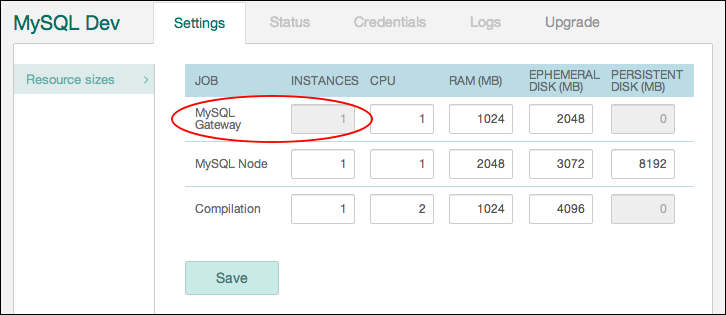 MySQL Dev Settings Status Credentials Logs Upgrade
Resource sizes >
JOB INSTANCES CPU RAM (MB) EPHEMERAL DISK (MB) PERSISTENT DISK (MB)
MySQL Gateway 1 1 1024 2048 0
MySQL Node 1 1 2048 3072 8192
Compilation 1 2 1024 4096 0
Save